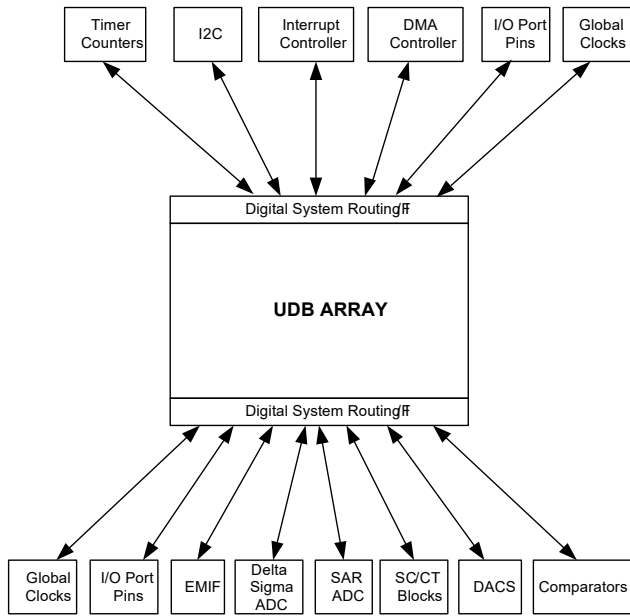 Timer
Counters
I2C
Interrupt
Controller
DMA
Controller
I/O Port
Pins
Global
Clocks
Digital System Routing I/F
UDB ARRAY
Digital System Routing I/F
Global
Clocks
I/O Port
Pins
EMIF
Delta
Sigma
ADC
SAR
ADC
SC/CT
Blocks
DACS
Comparators